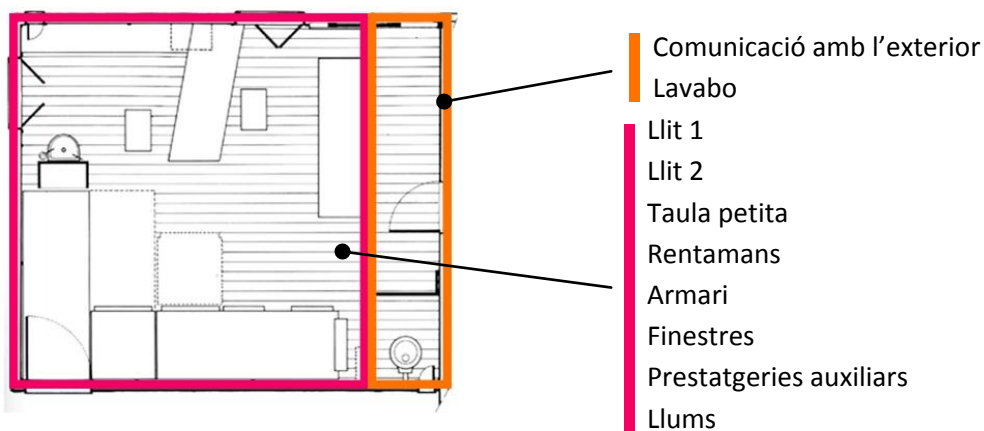 Comunicació amb l’exterior
Lavabo
Llit 1
Llit 2
Taula petita
Rentamans
Armari
Finestres
Prestatgeries auxiliars
Llums